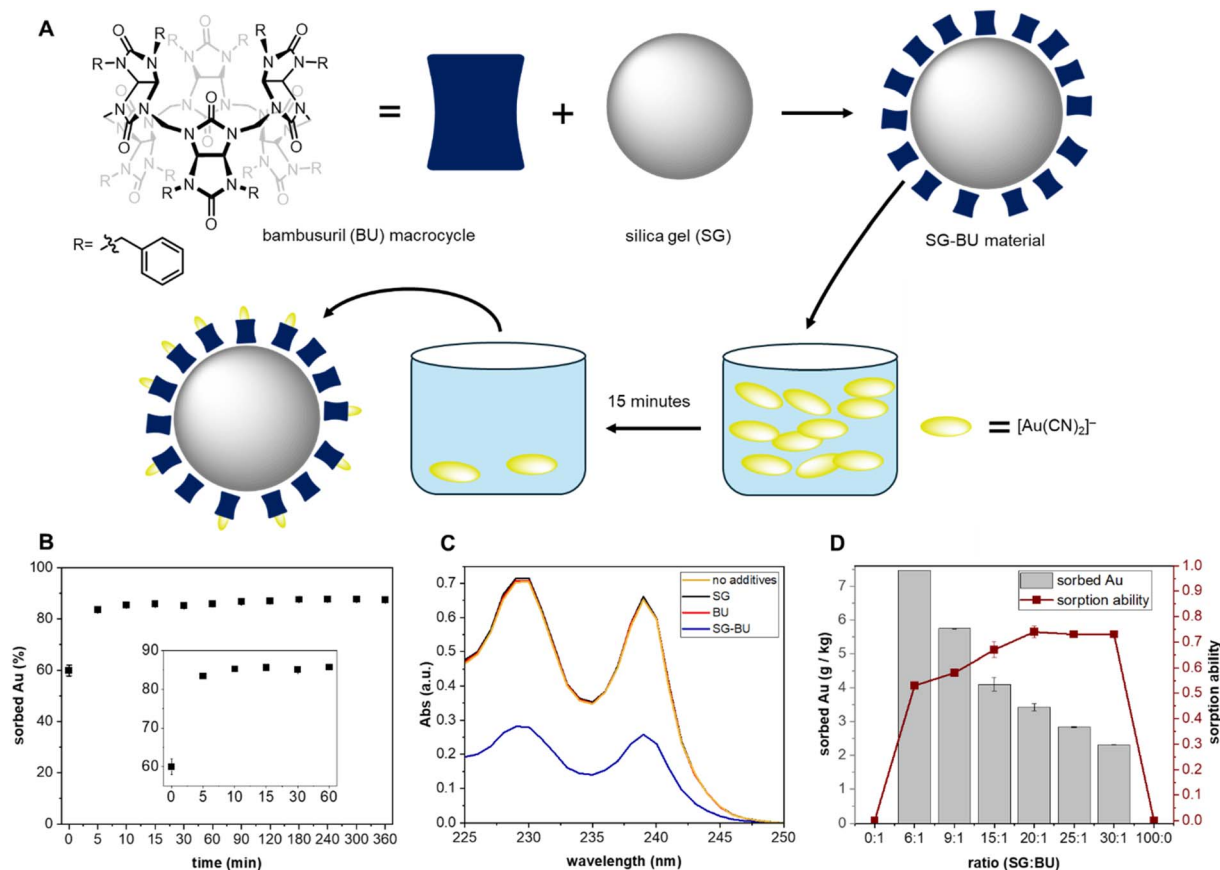 A
O
R
N
N
R
R
N
N
R
O
R
N
N
R
O
O
N
N
N
N
O
N
N
N
N
O
O
O
R
N
N
R
R
N
N
R
O
R
N
N
R
O
O
=
+
R=
bambusuril (BU) macrocycle
silica gel (SG)
SG-BU material
15 minutes
= [Au(CN)₂]⁻
B
100
80
60
40
20
0
sorbed Au (%)
90
80
70
60
0 5 10 15 30 60
0 5 10 15 30 60 90 120 180 240 300 360
time (min)
C
0.7
0.6
0.5
0.4
0.3
0.2
0.1
0.0
Abs (a.u.)
no additives
SG
BU
SG-BU
225 230 235 240 245 250
wavelength (nm)
D
7
6
5
4
3
2
1
0
sorbed Au (g / kg)
sorbed Au
sorption ability
1.0
0.9
0.8
0.7
0.6
0.5
0.4
0.3
0.2
0.1
0.0
sorption ability
0:1 6:1 9:1 15:1 20:1 25:1 30:1 100:0
ratio (SG:BU)